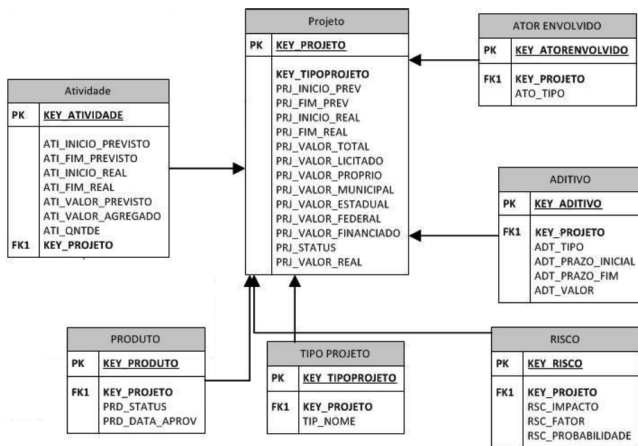 Projeto
PK KEY_PROJETO
KEY_TIPOPROJETO
PRJ_INICIO_PREV
PRJ_FIM_PREV
PRJ_INICIO_REAL
PRJ_FIM_REAL
PRJ_VALOR_TOTAL
PRJ_VALOR_LICITADO
PRJ_VALOR_PROPRIO
PRJ_VALOR_MUNICIPAL
PRJ_VALOR_ESTADUAL
PRJ_VALOR_FEDERAL
PRJ_VALOR_FINANCIADO
PRJ_STATUS
PRJ_VALOR_REAL
ATOR ENVOLVIDO
PK KEY_ATORENVOLVIDO
FK1 KEY_PROJETO
ATO_TIPO
Atividade
PK KEY_ATIVIDADE
ATI_INICIO_PREVISTO
ATI_FIM_PREVISTO
ATI_INICIO_REAL
ATI_FIM_REAL
ATI_VALOR_PREVISTO
ATI_VALOR_AGREGADO
ATI_QNTDE
FK1 KEY_PROJETO
ADITIVO
PK KEY_ADITIVO
FK1 KEY_PROJETO
ADT_TIPO
ADT_PRAZO_INICIAL
ADT_PRAZO_FIM
ADT_VALOR
PRODUTO
PK KEY_PRODUTO
FK1 KEY_PROJETO
PRD_STATUS
PRD_DATA_APROV
TIPO PROJETO
PK KEY_TIPOPROJETO
FK1 KEY_PROJETO
TIP_NOME
RISCO
PK KEY_RISCO
FK1 KEY_PROJETO
RSC_IMPACTO
RSC_FATOR
RSC_PROBABILIDADE